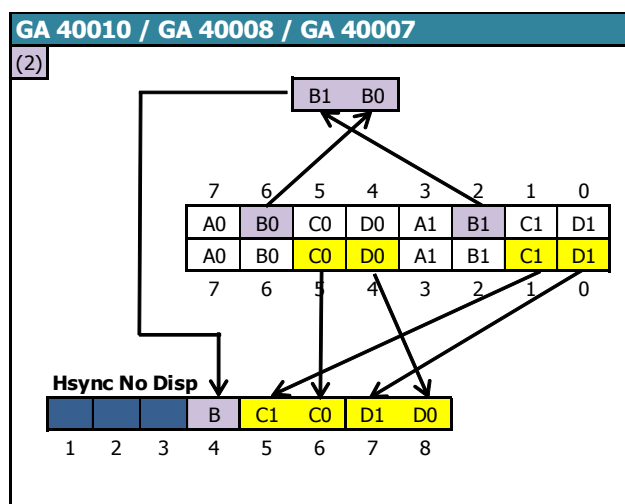 GA 40010 / GA 40008 / GA 40007
(2)
B1 B0
7 6 5 4 3 2 1 0
A0 B0 C0 D0 A1 B1 C1 D1
A0 B0 C0 D0 A1 B1 C1 D1
7 6 5 4 3 2 1 0
Hsync No Disp
B C1 C0 D1 D0
1 2 3 4 5 6 7 8